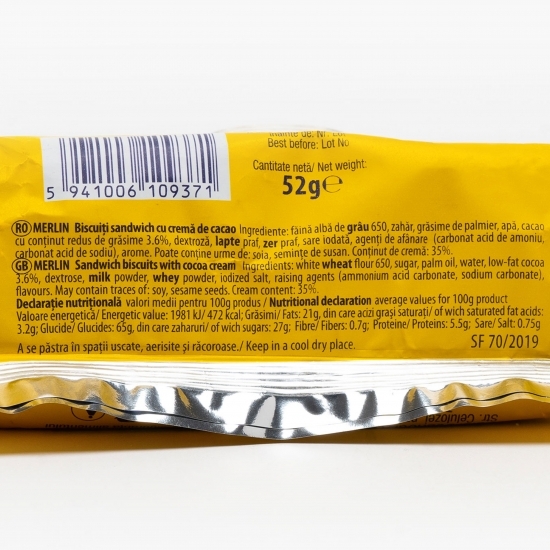 Best before: Lot No
Cantitate netă/ Net weight:
52g℮
5 941006 109371
RO MERLIN Biscuiți sandwich cu cremă de cacao Ingrediente: făină albă de grâu 650, zahăr, grăsime de palmier, apă, cacao
cu conținut redus de grăsime 3.6%, dextroză, lapte praf, zer praf, sare iodată, agenți de afânare (carbonat acid de amoniu,
carbonat acid de sodiu), arome. Poate conține urme de: soia, semințe de susan. Conținut de cremă: 35%.
GB MERLIN Sandwich biscuits with cocoa cream Ingredients: white wheat flour 650, sugar, palm oil, water, low-fat cocoa
3.6%, dextrose, milk powder, whey powder, iodized salt, raising agents (ammonium acid carbonate, sodium carbonate),
flavours. May contain traces of: soy, sesame seeds. Cream content: 35%.
Declarație nutrițională valori medii pentru 100g produs / Nutritional declaration average values for 100g product
Valoare energetică/ Energetic value: 1981 kJ/ 472 kcal; Grăsimi/ Fats: 21g, din care acizi grași saturați/ of wich saturated fatic acids:
3.2g; Glucide/ Glucides: 65g, din care zaharuri/ of wich sugars: 27g; Fibre/ Fibers: 0.7g; Proteine/ Proteins: 5.5g; Sare/ Salt: 0.75g
A se păstra în spații uscate, aerisite și răcoroase./ Keep in a cool dry place.
SF 70/2019
Str. Celulozei